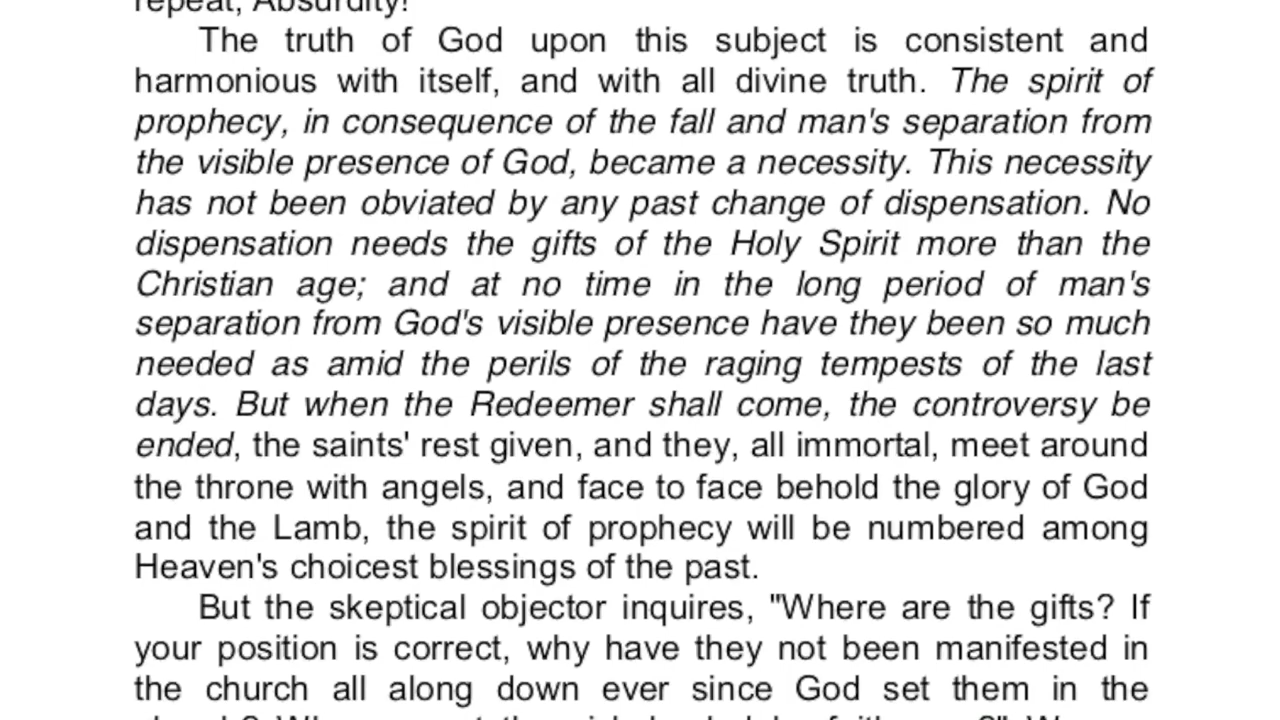 repeat, Absurdity!
The truth of God upon this subject is consistent and
harmonious with itself, and with all divine truth. The spirit of
prophecy, in consequence of the fall and man's separation from
the visible presence of God, became a necessity. This necessity
has not been obviated by any past change of dispensation. No
dispensation needs the gifts of the Holy Spirit more than the
Christian age; and at no time in the long period of man's
separation from God's visible presence have they been so much
needed as amid the perils of the raging tempests of the last
days. But when the Redeemer shall come, the controversy be
ended, the saints' rest given, and they, all immortal, meet around
the throne with angels, and face to face behold the glory of God
and the Lamb, the spirit of prophecy will be numbered among
Heaven's choicest blessings of the past.
But the skeptical objector inquires, "Where are the gifts? If
your position is correct, why have they not been manifested in
the church all along down ever since God set them in the